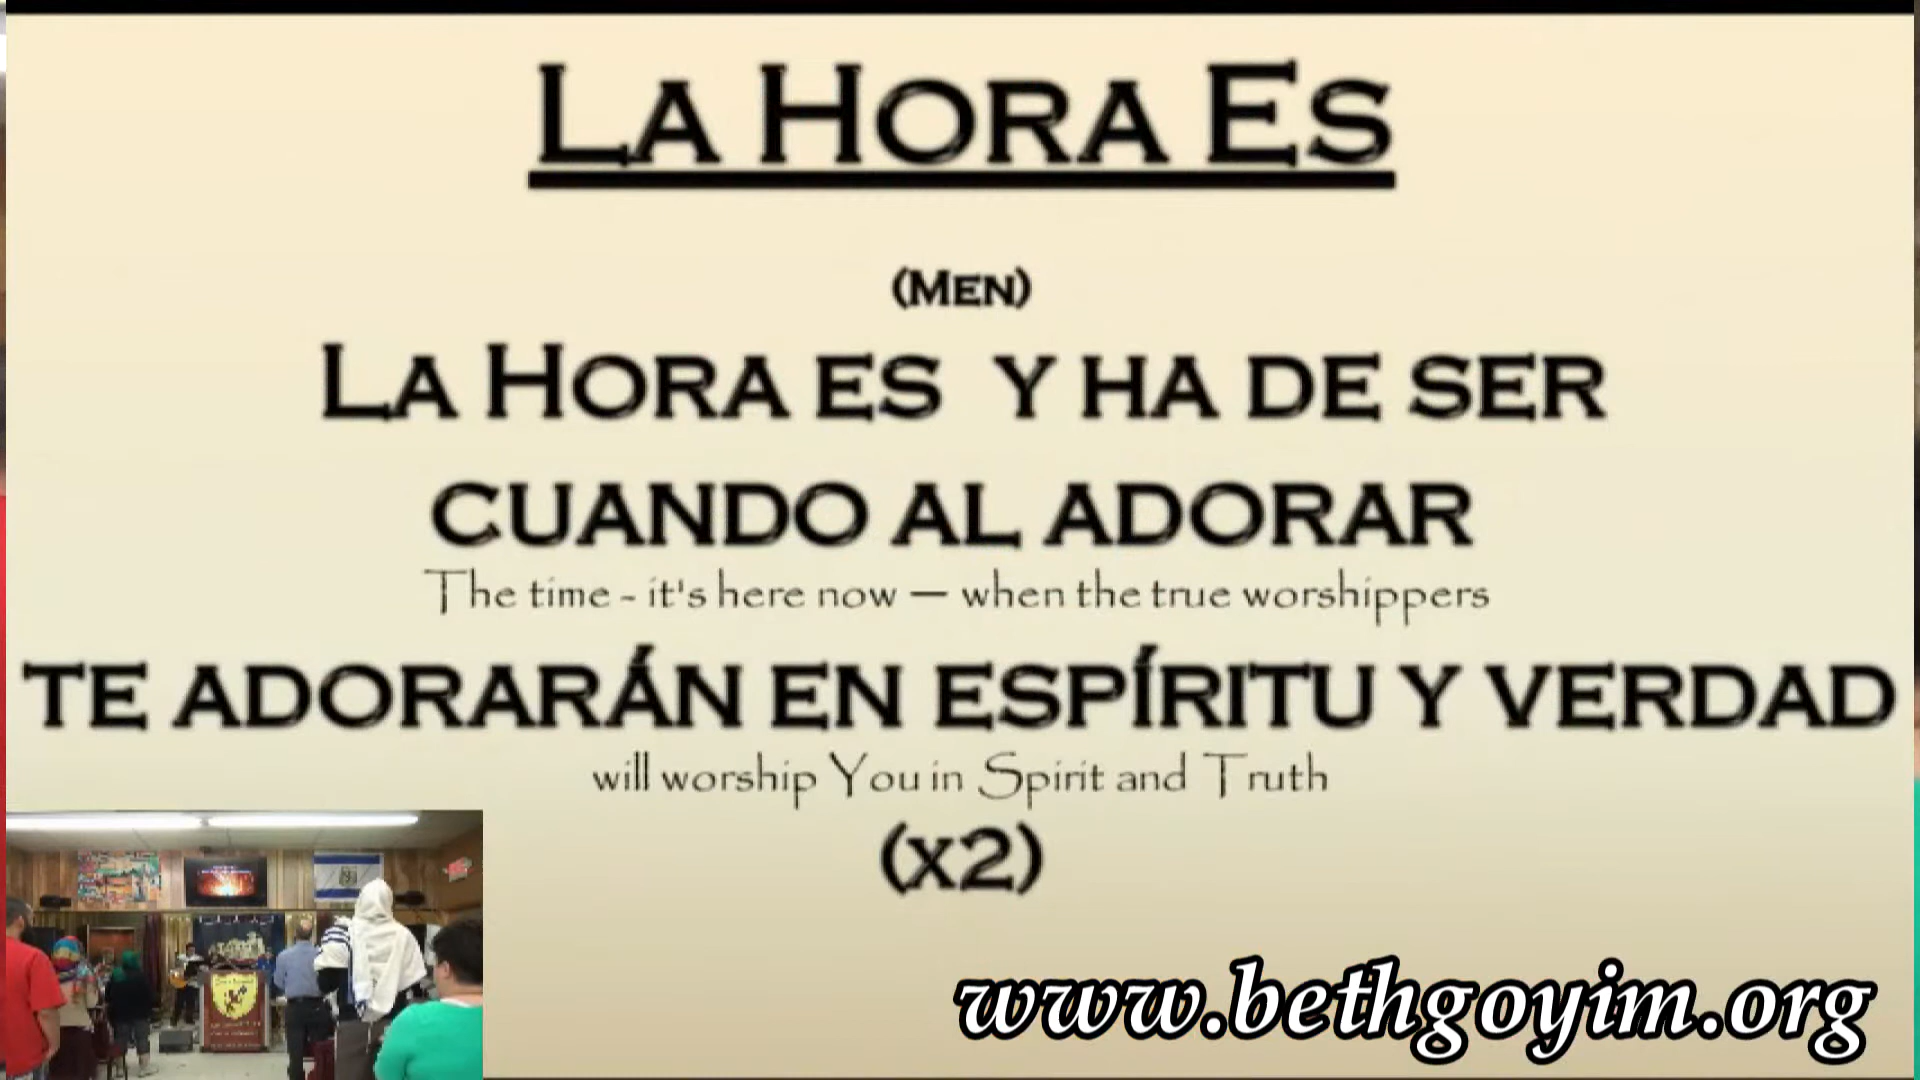 LA HORA ES
(MEN)
LA HORA ES Y HA DE SER
CUANDO AL ADORAR
The time - it's here now — when the true worshippers
TE ADORARÁN EN ESPÍRITU Y VERDAD
will worship You in Spirit and Truth
(x2)
www.bethgoyim.org